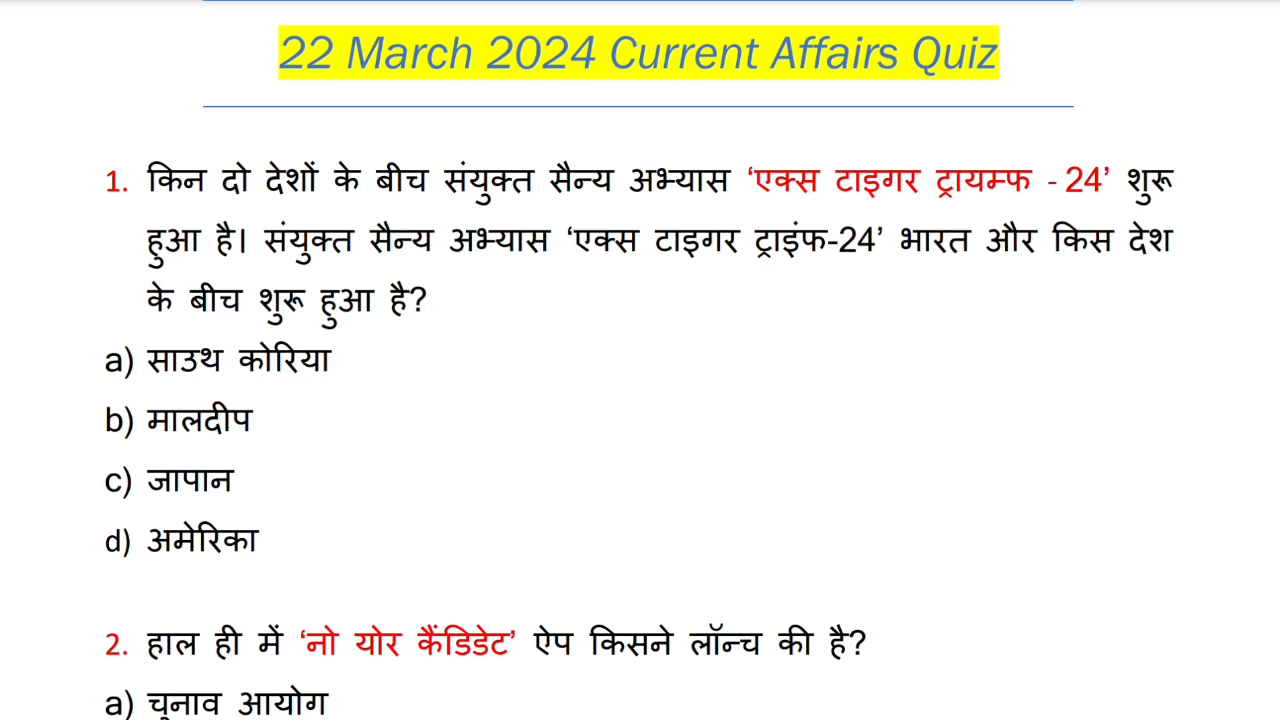 22 March 2024 Current Affairs Quiz
1. किन दो देशों के बीच संयुक्त सैन्य अभ्यास ‘एक्स टाइगर ट्रायम्फ - 24’ शुरू
हुआ है। संयुक्त सैन्य अभ्यास ‘एक्स टाइगर ट्राइंफ-24’ भारत और किस देश
के बीच शुरू हुआ है?
a) साउथ कोरिया
b) मालदीप
c) जापान
d) अमेरिका
2. हाल ही में ‘नो योर कैंडिडेट’ ऐप किसने लॉन्च की है?
a) चुनाव आयोग